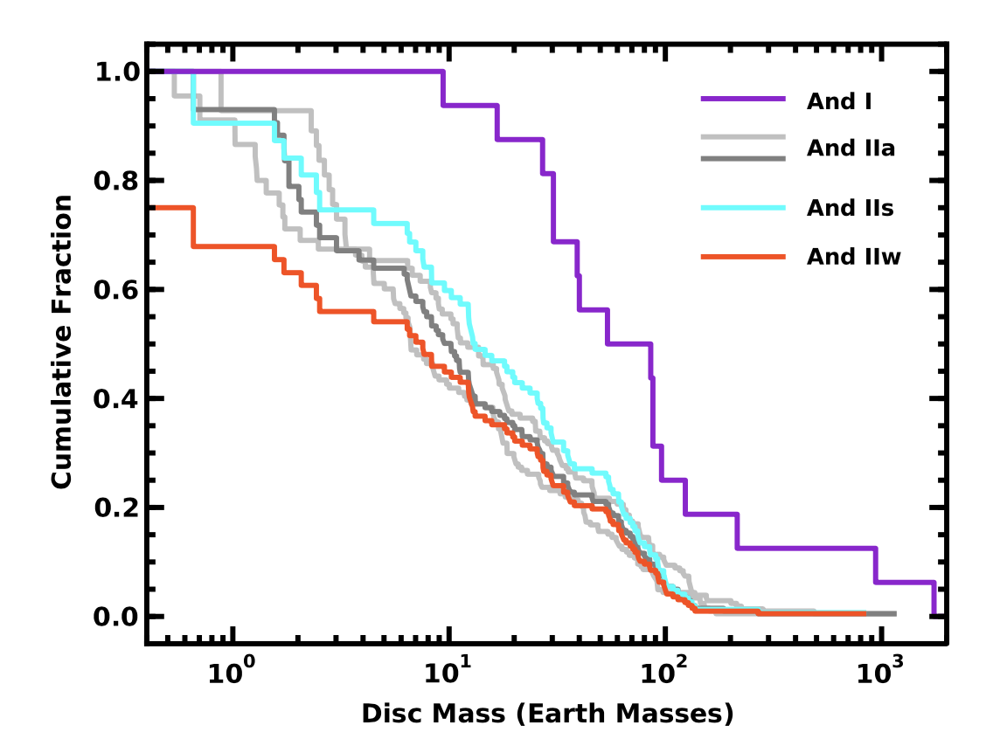 1.0
0.8
0.6
0.4
0.2
0.0
Cumulative Fraction
And I
And IIa
And IIs
And IIw
10⁰ 10¹ 10² 10³
Disc Mass (Earth Masses)